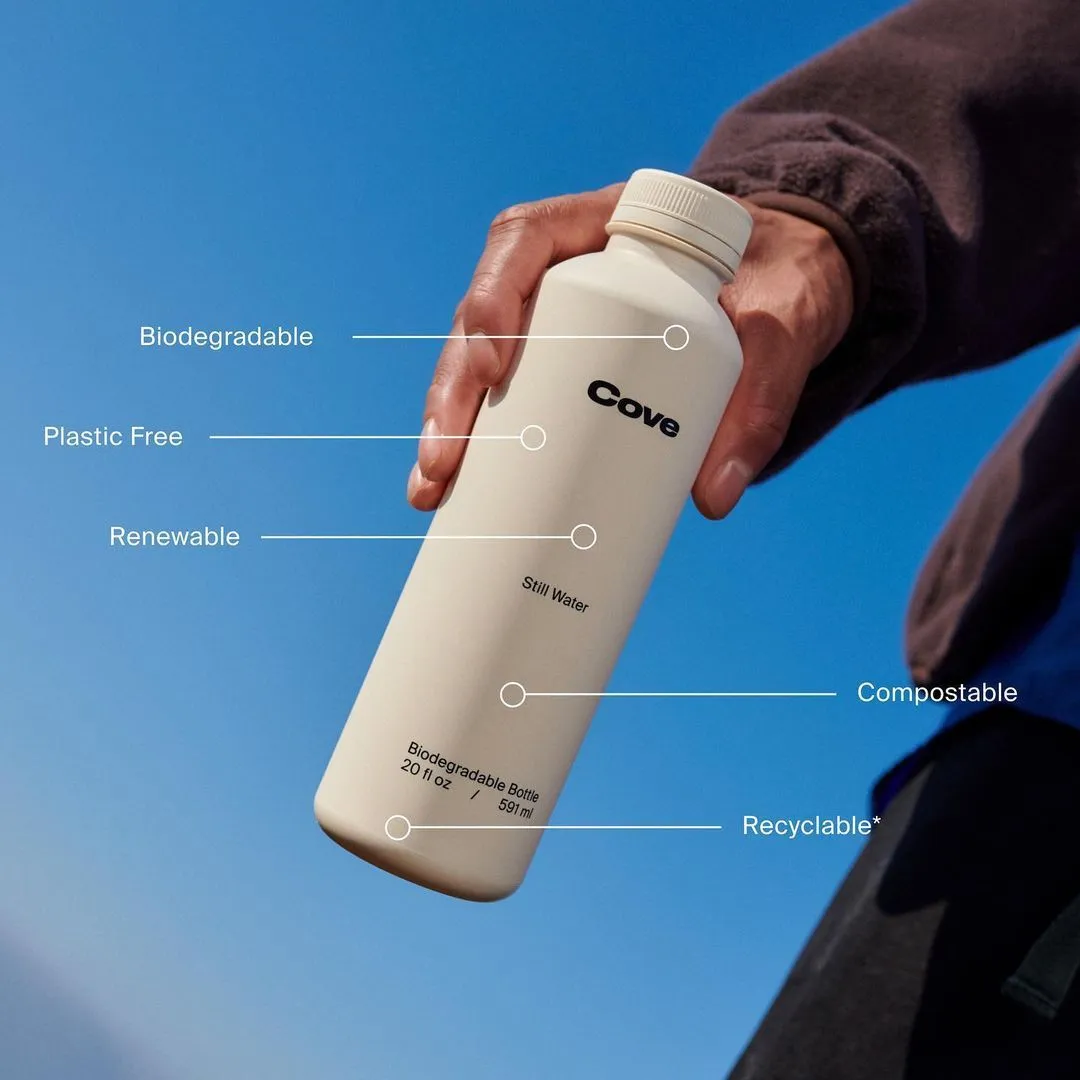 Biodegradable
Cove
Plastic Free
Renewable
Still Water
Compostable
Biodegradable Bottle
20 fl oz / 591 ml
Recyclable*